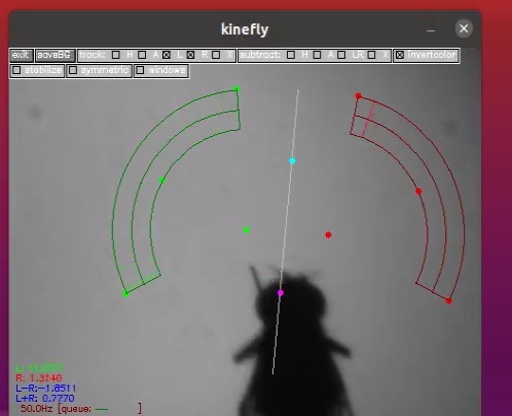 kinefly
exit saveBG track: H A L R X subtract: H A LR X invertcolor
stabilize symmetric windows
L:
R: 1.3140
L-R:-1.8511
L+R: 0.7770
50.0Hz [queue: ]